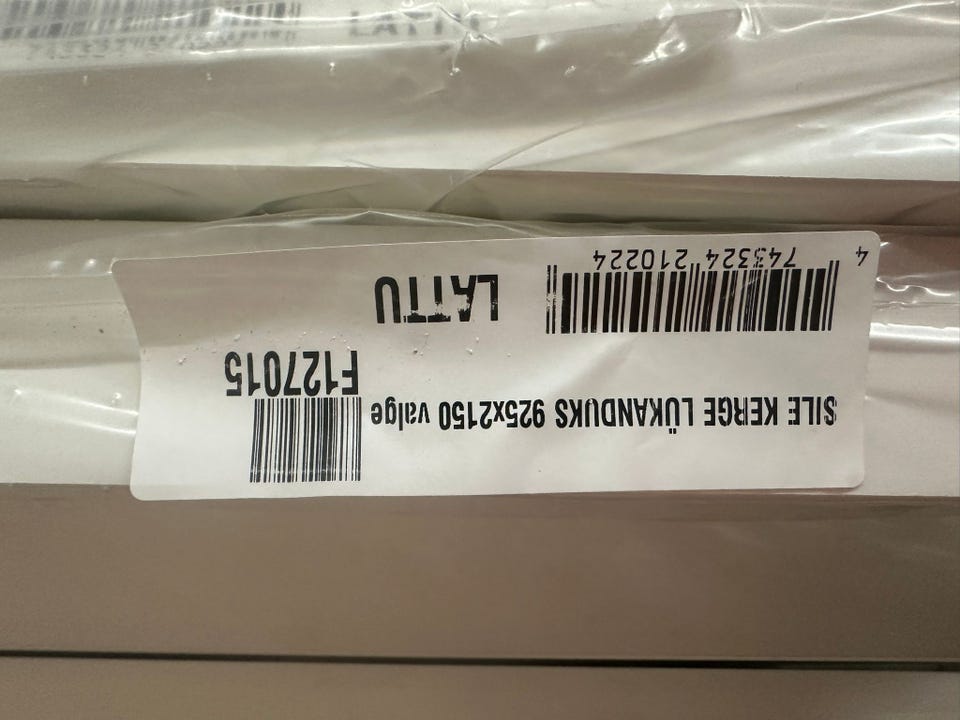 SILE KERGE LÜKANDUKS 925x2150 valge
F127015
LATTU
4 743324 210224